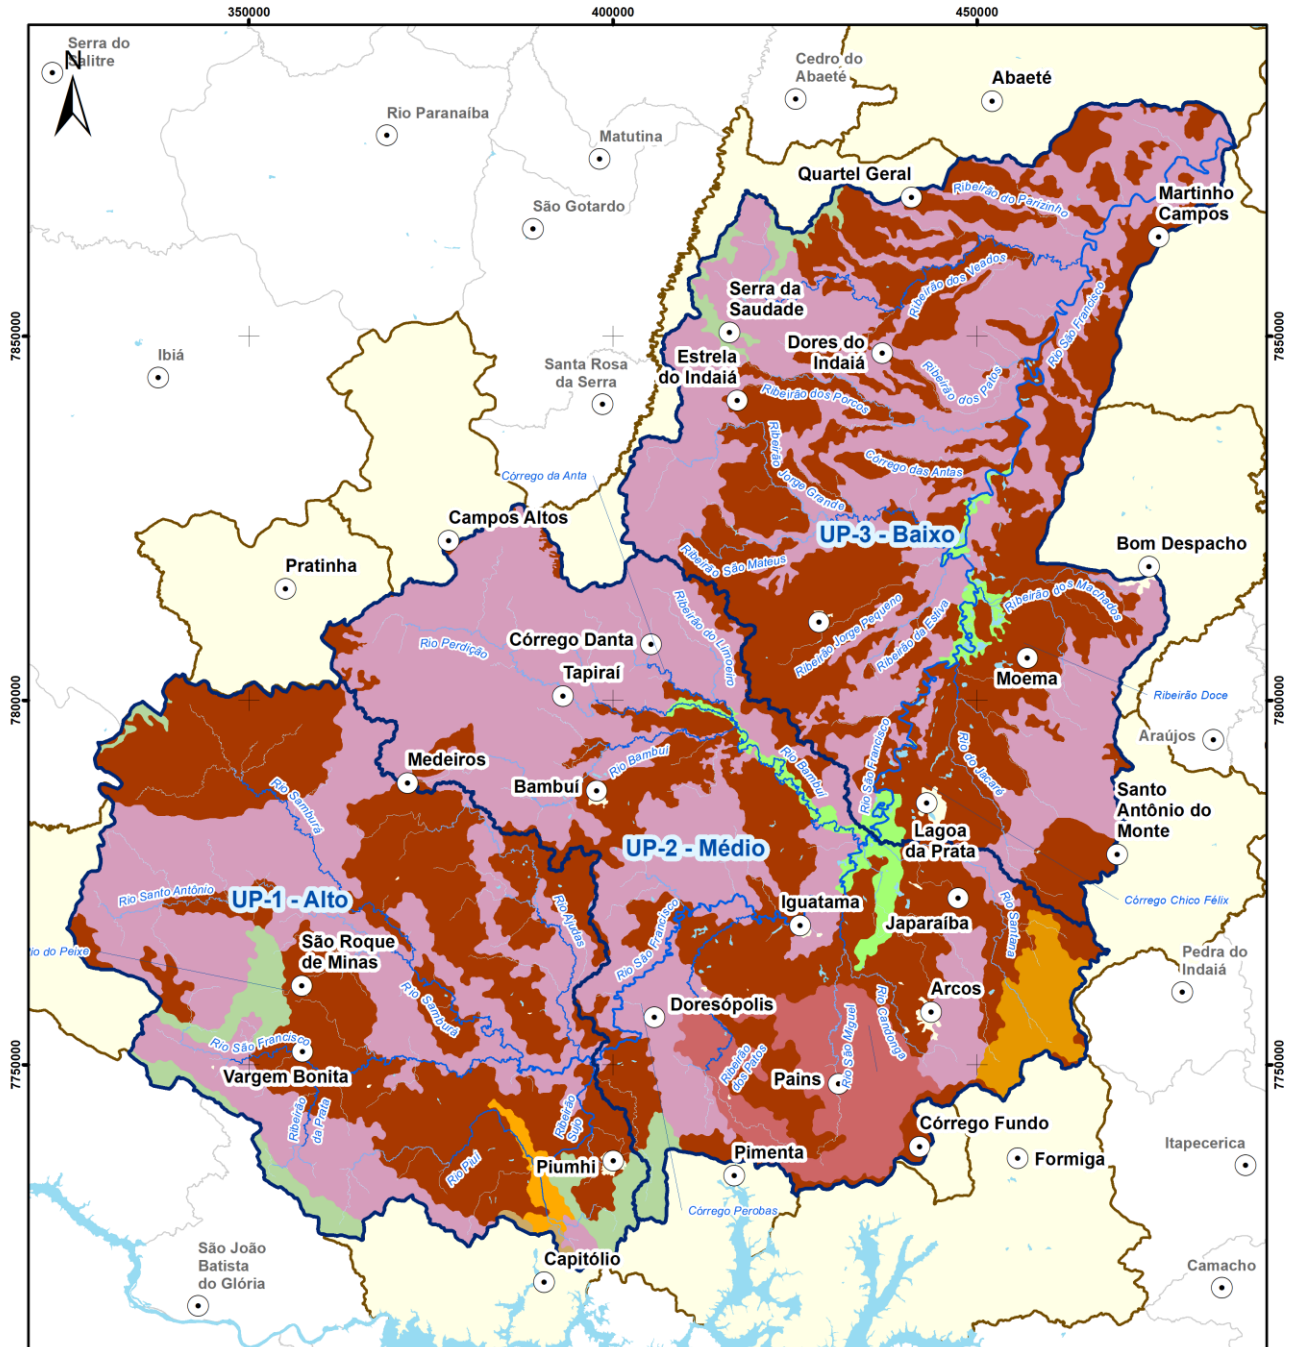 350000
400000
450000
Serra do
Salitre
N
Cedro do
Abaeté
Abaeté
Rio Paranaíba
Matutina
Quartel Geral
Ribeirão do Parizinho
Martinho
Campos
São Gotardo
Ribeirão dos Veados
Serra da
Saudade
Rio São Francisco
7850000
7850000
Dores do
Indaiá
Ibiá
Santa Rosa
da Serra
Estrela
do Indaiá
Ribeirão dos Patos
Ribeirão dos Porcos
Ribeirão
Jorge Grande
Córrego das Antas
Córrego da Anta
Campos Altos
UP-3 - Baixo
Bom Despacho
Pratinha
Ribeirão São Mateus
Ribeirão dos Machados
Ribeirão do Limoeiro
Ribeirão Jorge Pequeno
Ribeirão da Estiva
Rio Perdição
Córrego Danta
Tapiraí
Moema
Ribeirão Doce
7800000
7800000
Araújos
Medeiros
Rio Bambuí
Rio Bambuí
Rio São Francisco
Rio do Jacaré
Bambuí
Rio Samburá
Santo
Antônio do
Monte
Lagoa
da Prata
UP-2 - Médio
Rio Santo Antônio
UP-1 - Alto
Rio Ajudas
Iguatama
Japaraíba
Rio Santana
Córrego Chico Félix
São Roque
de Minas
io do Peixe
Rio São Francisco
Pedra do
Indaiá
Rio Samburá
Doresópolis
Arcos
Rio São Miguel
Rio Candonga
Rio São Francisco
7750000
7750000
Vargem Bonita
Ribeirão
dos Patos
Pains
Ribeirão
da Prata
Ribeirão
Sujo
Córrego Fundo
Rio Piuí
Piumhi
Pimenta
Formiga
Itapecerica
Córrego Perobas
São João
Batista
do Glória
Capitólio
Camacho